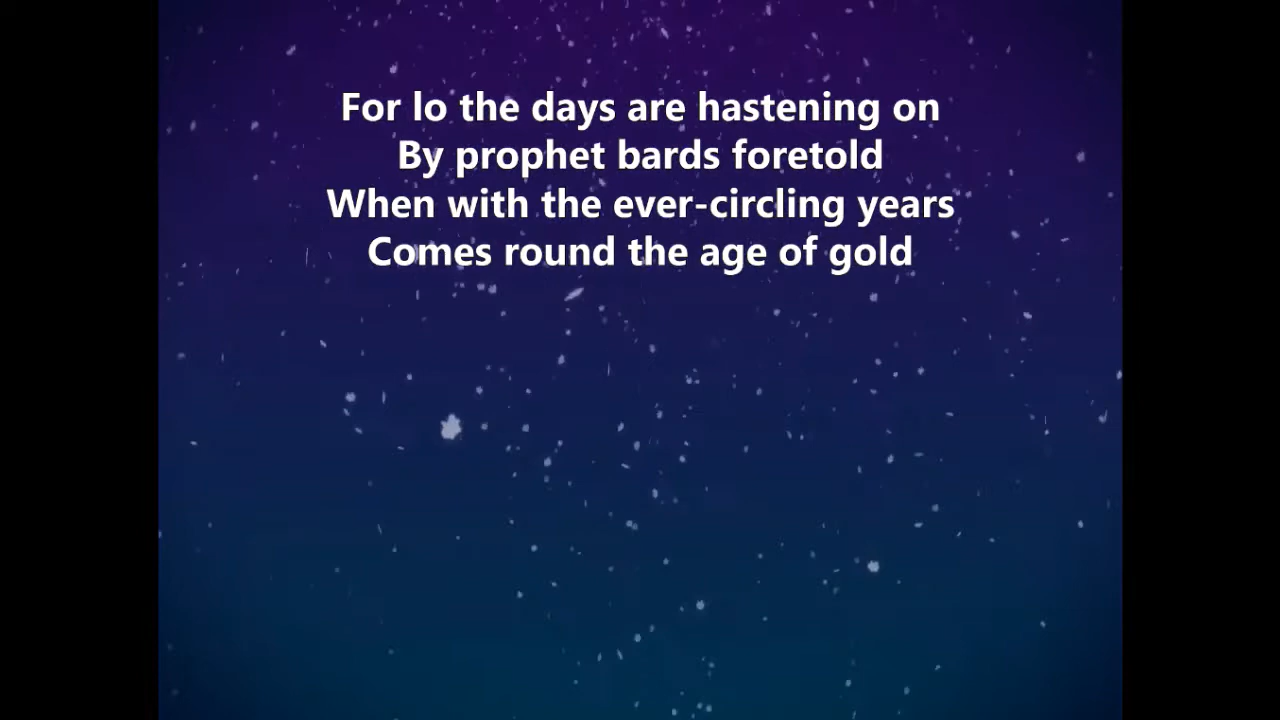 For lo the days are hastening on
By prophet bards foretold
When with the ever-circling years
Comes round the age of gold